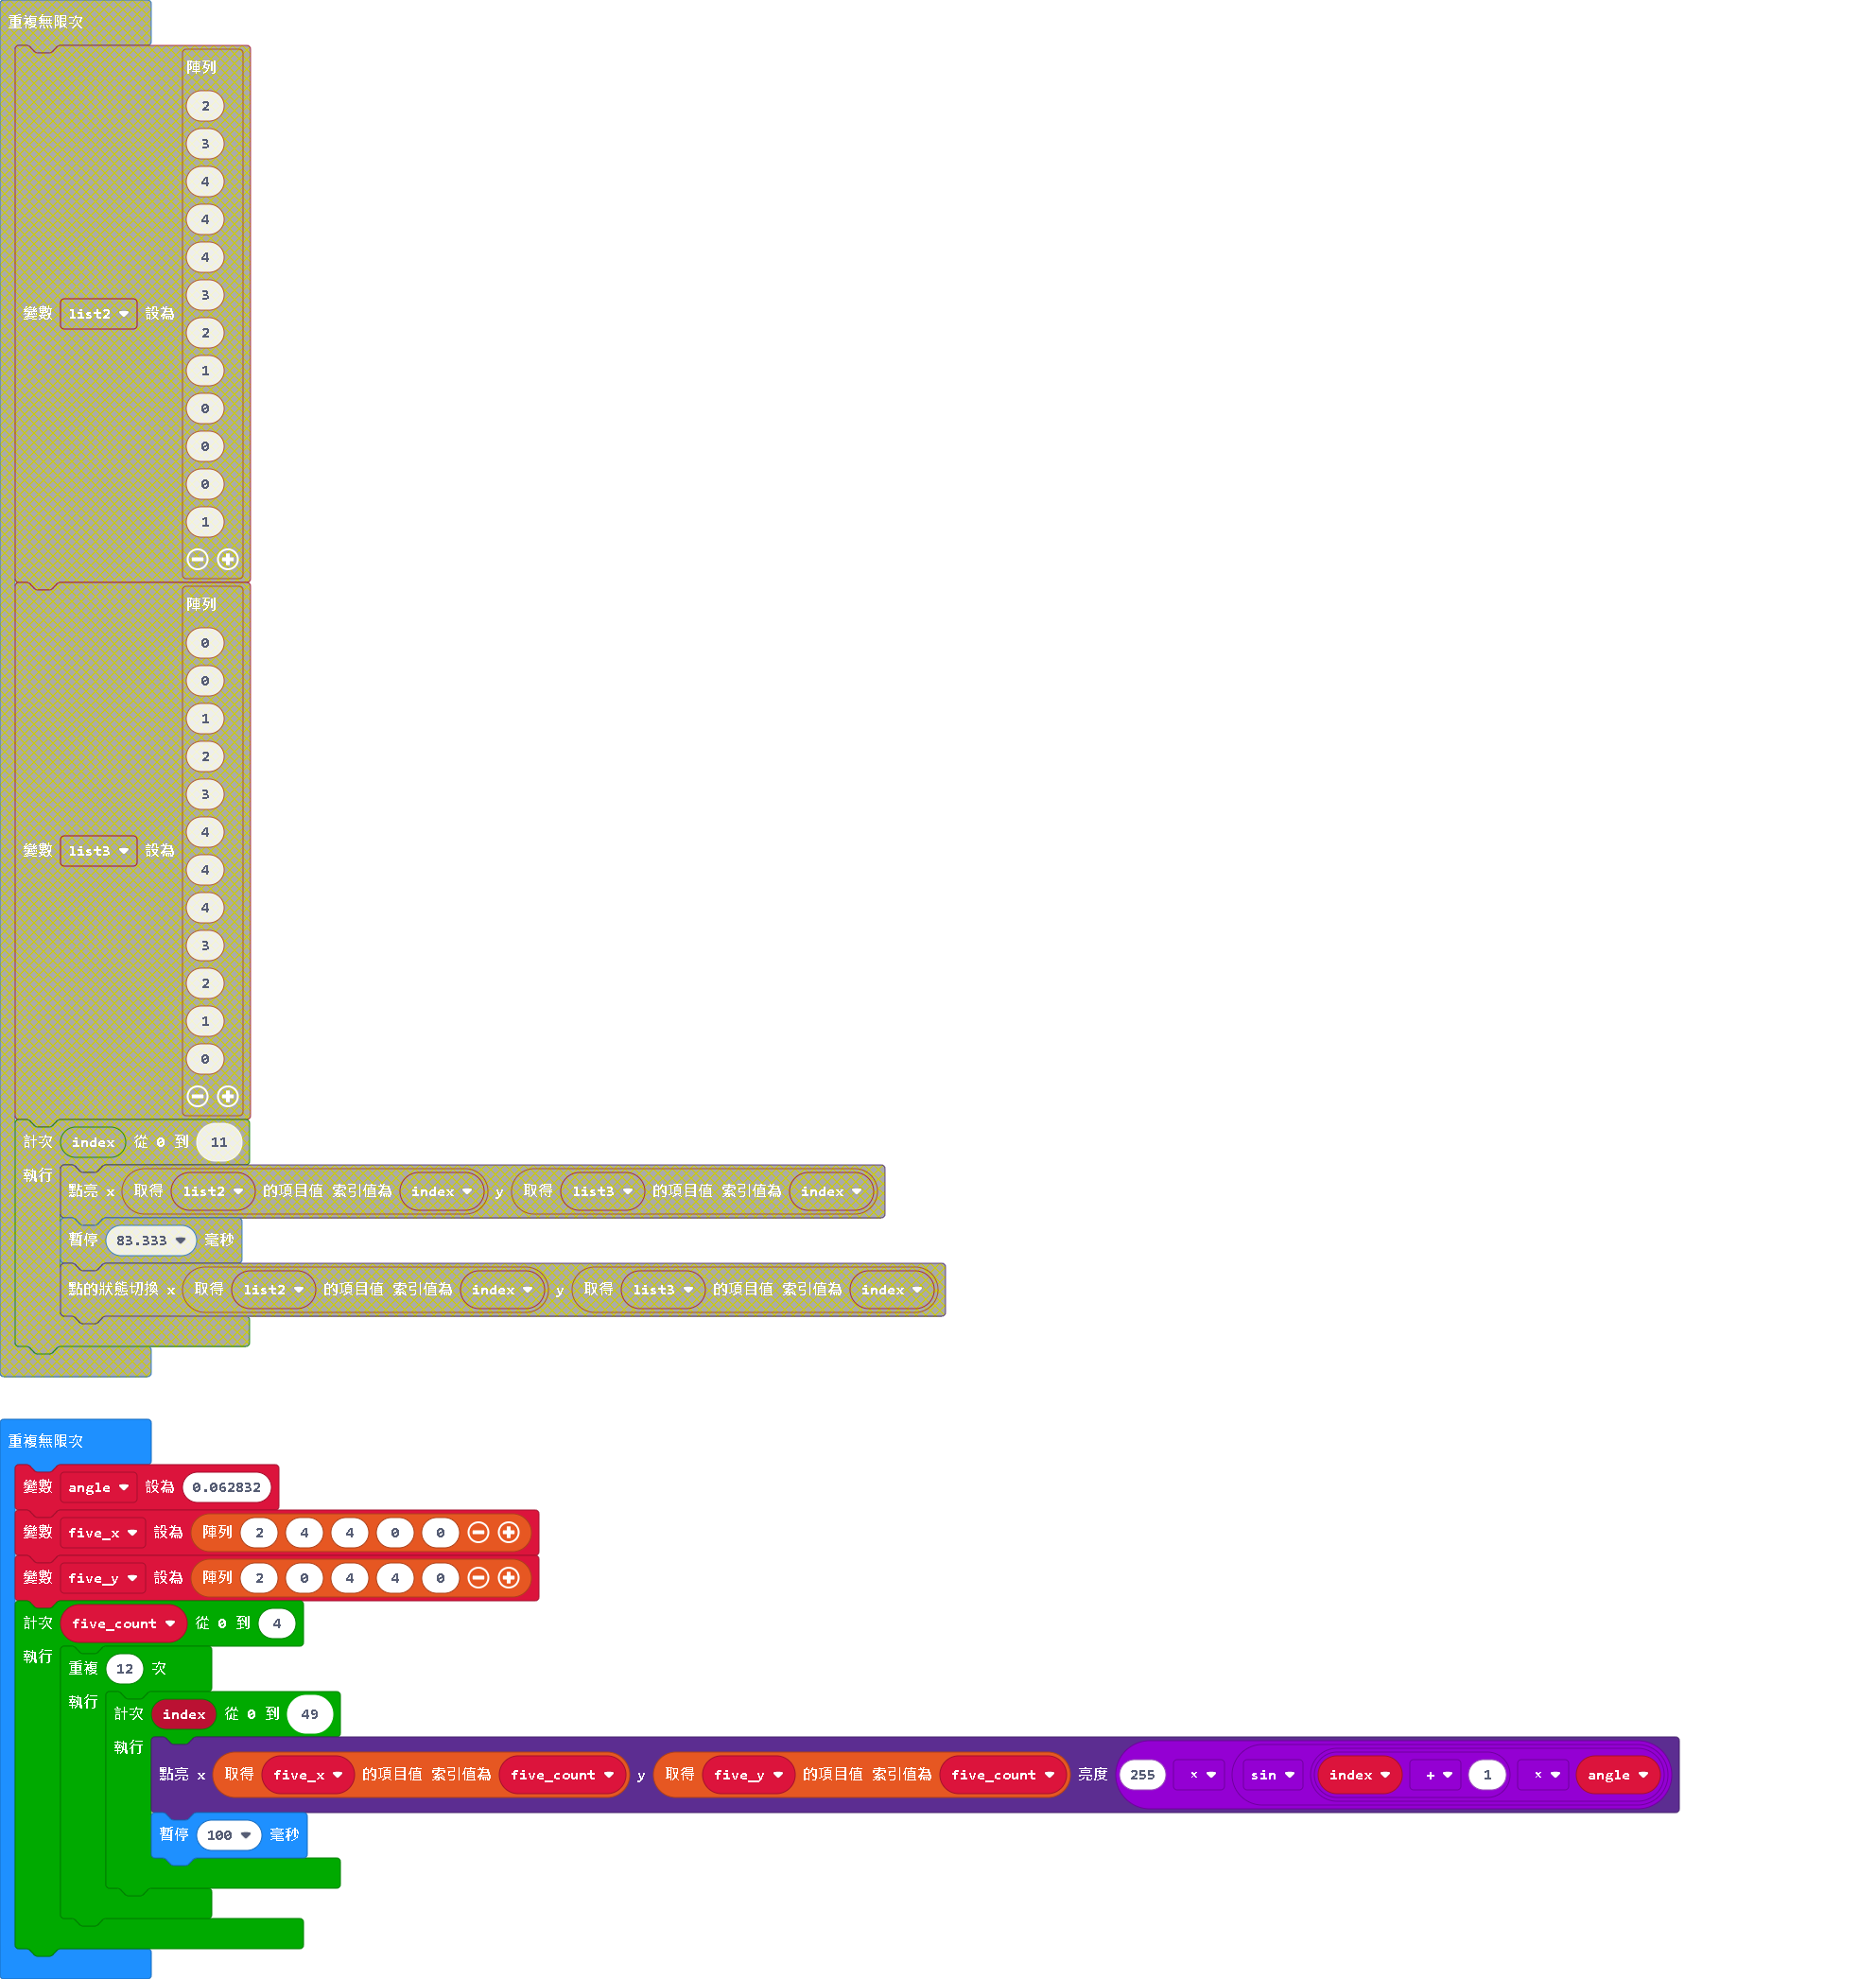 重複無限次
陣列
2
3
4
4
4
3
2
1
0
0
0
1
變數 list2 設為
陣列
0
0
1
2
3
4
4
4
3
2
1
0
變數 list3 設為
計次 index 從 0 到 11
執行
點亮 x 取得 list2 的項目值 索引值為 index y 取得 list3 的項目值 索引值為 index
暫停 83.333 毫秒
點的狀態切換 x 取得 list2 的項目值 索引值為 index y 取得 list3 的項目值 索引值為 index
重複無限次
變數 angle 設為 0.062832
變數 five_x 設為 陣列 2 4 4 0 0
變數 five_y 設為 陣列 2 0 4 4 0
計次 five_count 從 0 到 4
執行
重複 12 次
執行
計次 index 從 0 到 49
執行
點亮 x 取得 five_x 的項目值 索引值為 five_count y 取得 five_y 的項目值 索引值為 five_count 亮度 255 × sin index + 1 × angle
暫停 100 毫秒